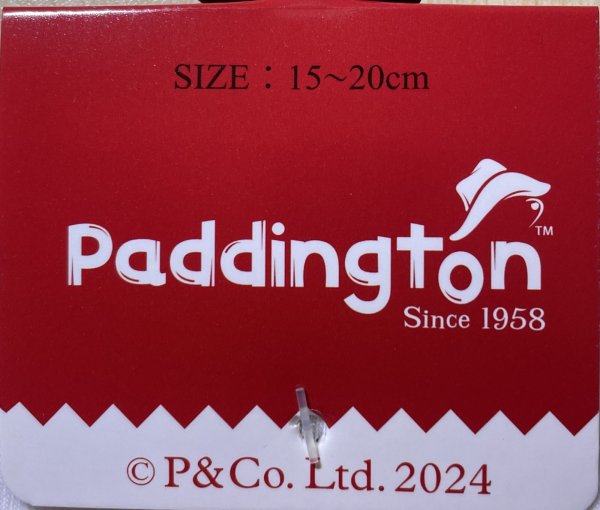 SIZE：15~20cm
Paddington™
Since 1958
© P&Co. Ltd. 2024